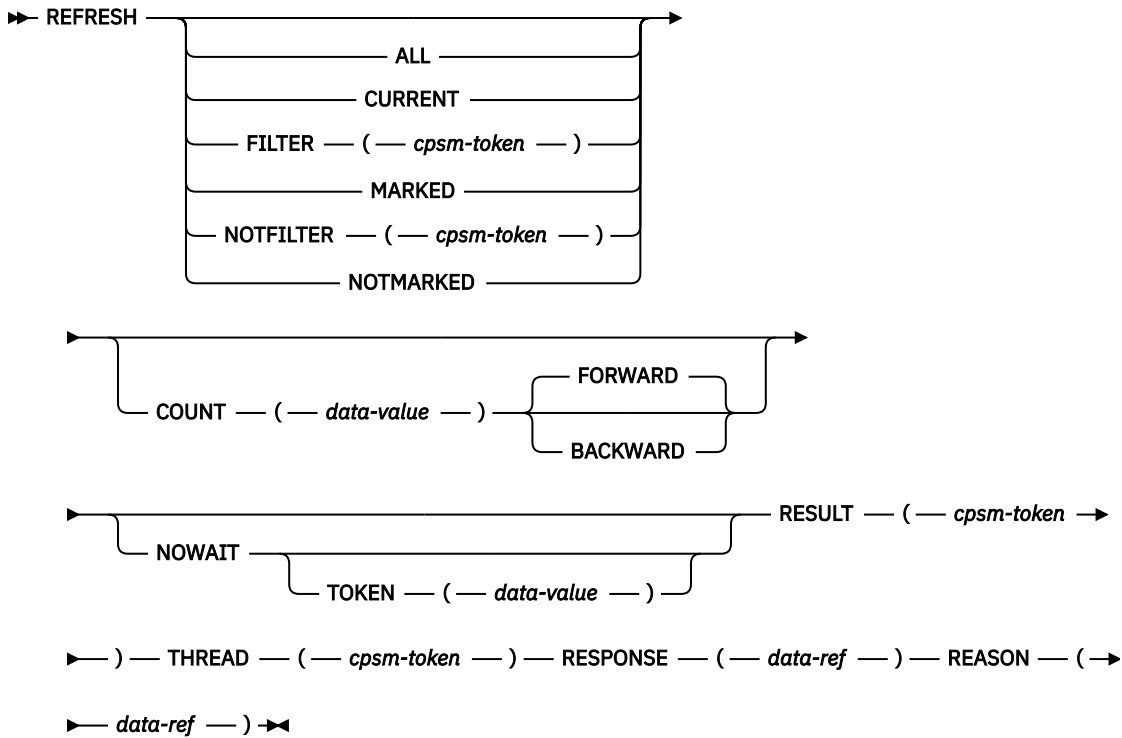 REFRESH
ALL
CURRENT
FILTER ( cpsm-token )
MARKED
NOTFILTER ( cpsm-token )
NOTMARKED
FORWARD
COUNT ( data-value )
BACKWARD
RESULT ( cpsm-token
NOWAIT
TOKEN ( data-value )
) THREAD ( cpsm-token ) RESPONSE ( data-ref ) REASON (
data-ref )